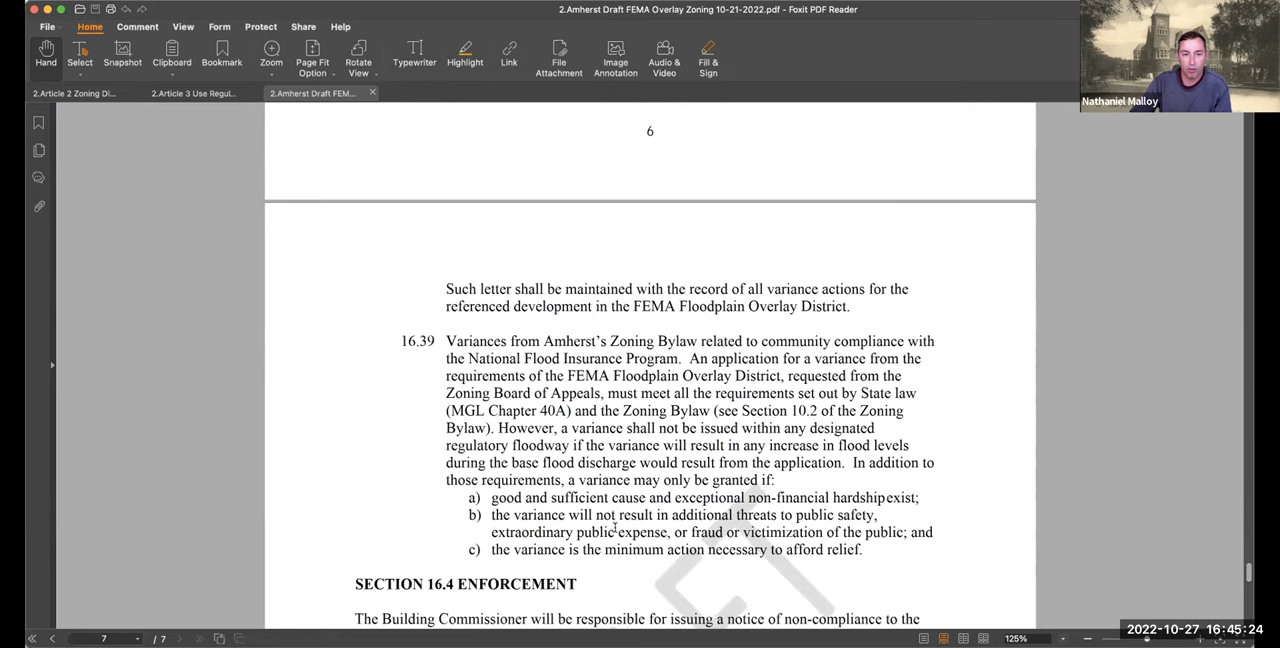 2.Amherst Draft FEMA Overlay Zoning 10-21-2022.pdf - Foxit PDF Reader
File Home Comment View Form Protect Share Help
Hand Select Snapshot Clipboard Bookmark Zoom Page Fit Option Rotate View Typewriter Highlight Link File Attachment Image Annotation Audio & Video Fill & Sign
2.Article 2 Zoning Di... 2.Article 3 Use Regul... 2.Amherst Draft FEM...
Nathaniel Malloy
6
Such letter shall be maintained with the record of all variance actions for the
referenced development in the FEMA Floodplain Overlay District.
16.39 Variances from Amherst's Zoning Bylaw related to community compliance with
the National Flood Insurance Program. An application for a variance from the
requirements of the FEMA Floodplain Overlay District, requested from the
Zoning Board of Appeals, must meet all the requirements set out by State law
(MGL Chapter 40A) and the Zoning Bylaw (see Section 10.2 of the Zoning
Bylaw). However, a variance shall not be issued within any designated
regulatory floodway if the variance will result in any increase in flood levels
during the base flood discharge would result from the application. In addition to
those requirements, a variance may only be granted if:
a) good and sufficient cause and exceptional non-financial hardship exist;
b) the variance will not result in additional threats to public safety,
extraordinary public expense, or fraud or victimization of the public; and
c) the variance is the minimum action necessary to afford relief.
SECTION 16.4 ENFORCEMENT
The Building Commissioner will be responsible for issuing a notice of non-compliance to the
7 / 7 125%
2022-10-27 16:45:24